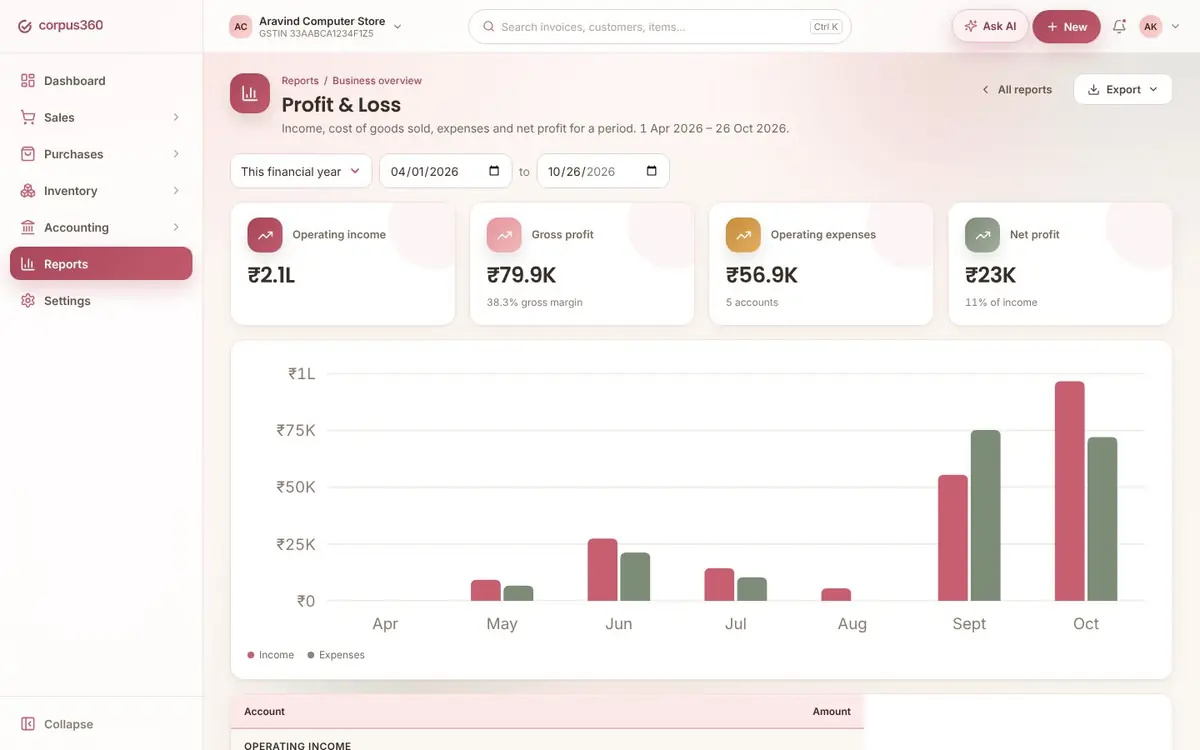 corpus360
AC
Aravind Computer Store
GSTIN 33AABCA1234F1Z5
Search invoices, customers, items...
Ctrl K
Ask AI
New
AK
Dashboard
Sales
Purchases
Inventory
Accounting
Reports
Settings
Collapse
Reports / Business overview
Profit & Loss
Income, cost of goods sold, expenses and net profit for a period. 1 Apr 2026 – 26 Oct 2026.
All reports
Export
This financial year
04/01/2026
to
10/26/2026
Operating income
₹2.1L
Gross profit
₹79.9K
38.3% gross margin
Operating expenses
₹56.9K
5 accounts
Net profit
₹23K
11% of income
₹1L
₹75K
₹50K
₹25K
₹0
Apr May Jun Jul Aug Sept Oct
Income Expenses
Account Amount
OPERATING INCOME